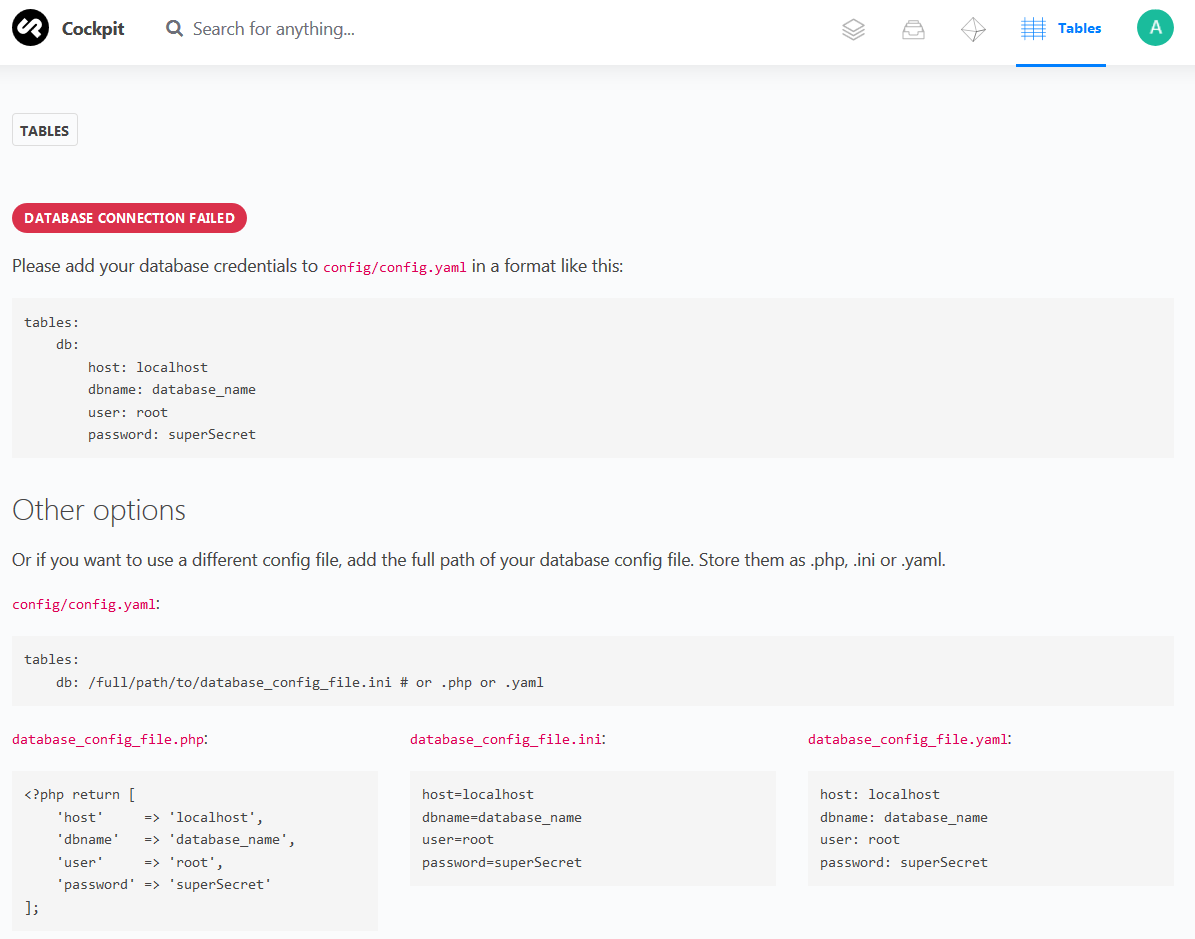 Cockpit
Search for anything...
Tables
A
TABLES
DATABASE CONNECTION FAILED
Please add your database credentials to config/config.yaml in a format like this:
tables:
    db:
        host: localhost
        dbname: database_name
        user: root
        password: superSecret
Other options
Or if you want to use a different config file, add the full path of your database config file. Store them as .php, .ini or .yaml.
config/config.yaml:
tables:
    db: /full/path/to/database_config_file.ini # or .php or .yaml
database_config_file.php:
<?php return [
    'host'     => 'localhost',
    'dbname'   => 'database_name',
    'user'     => 'root',
    'password' => 'superSecret'
];
database_config_file.ini:
host=localhost
dbname=database_name
user=root
password=superSecret
database_config_file.yaml:
host: localhost
dbname: database_name
user: root
password: superSecret